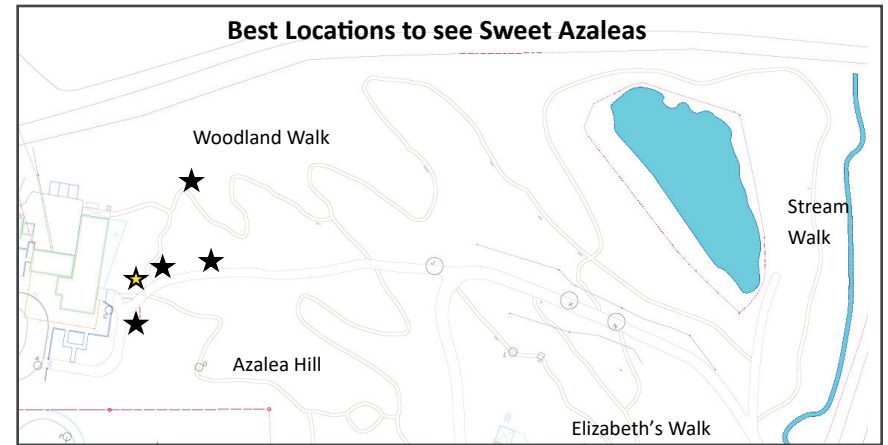 Best Locations to see Sweet Azaleas
Woodland Walk
Stream
Walk
Azalea Hill
Elizabeth's Walk